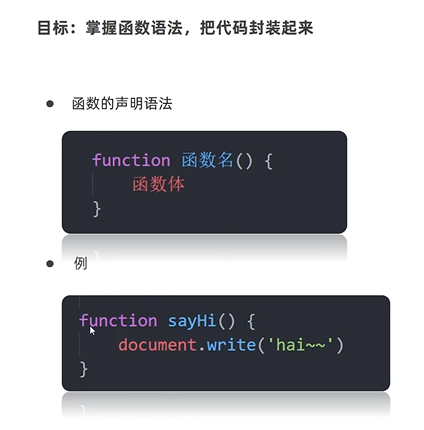 目标：掌握函数语法，把代码封装起来
● 函数的声明语法
function 函数名() {
函数体
}
● 例
function sayHi() {
document.write('hai~~')
}